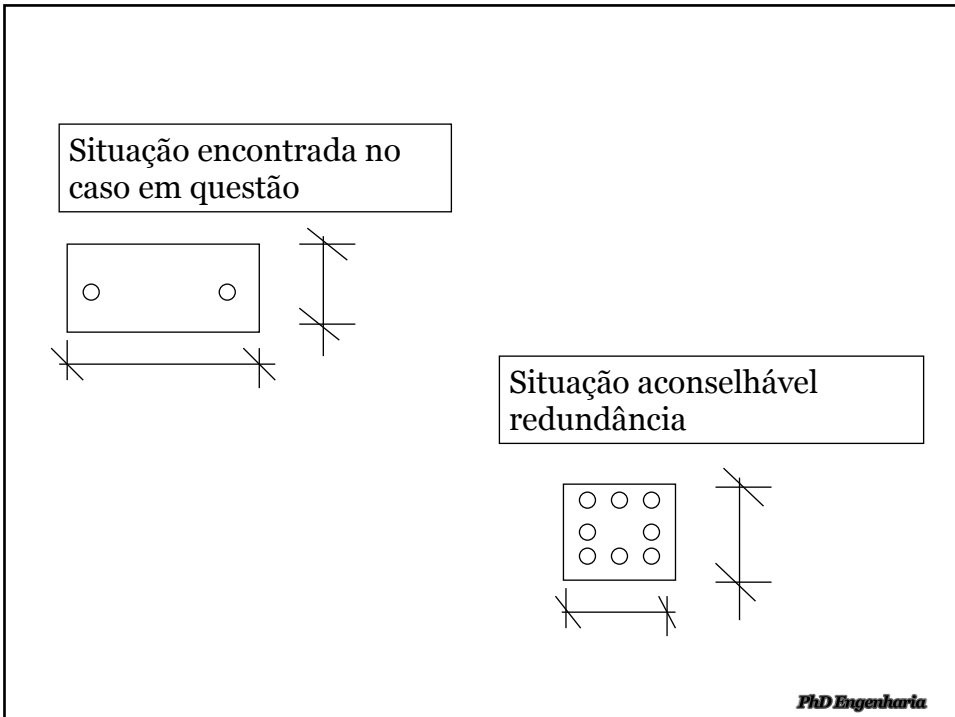 Situação encontrada no
caso em questão
Situação aconselhável
redundância
PhD Engenharia